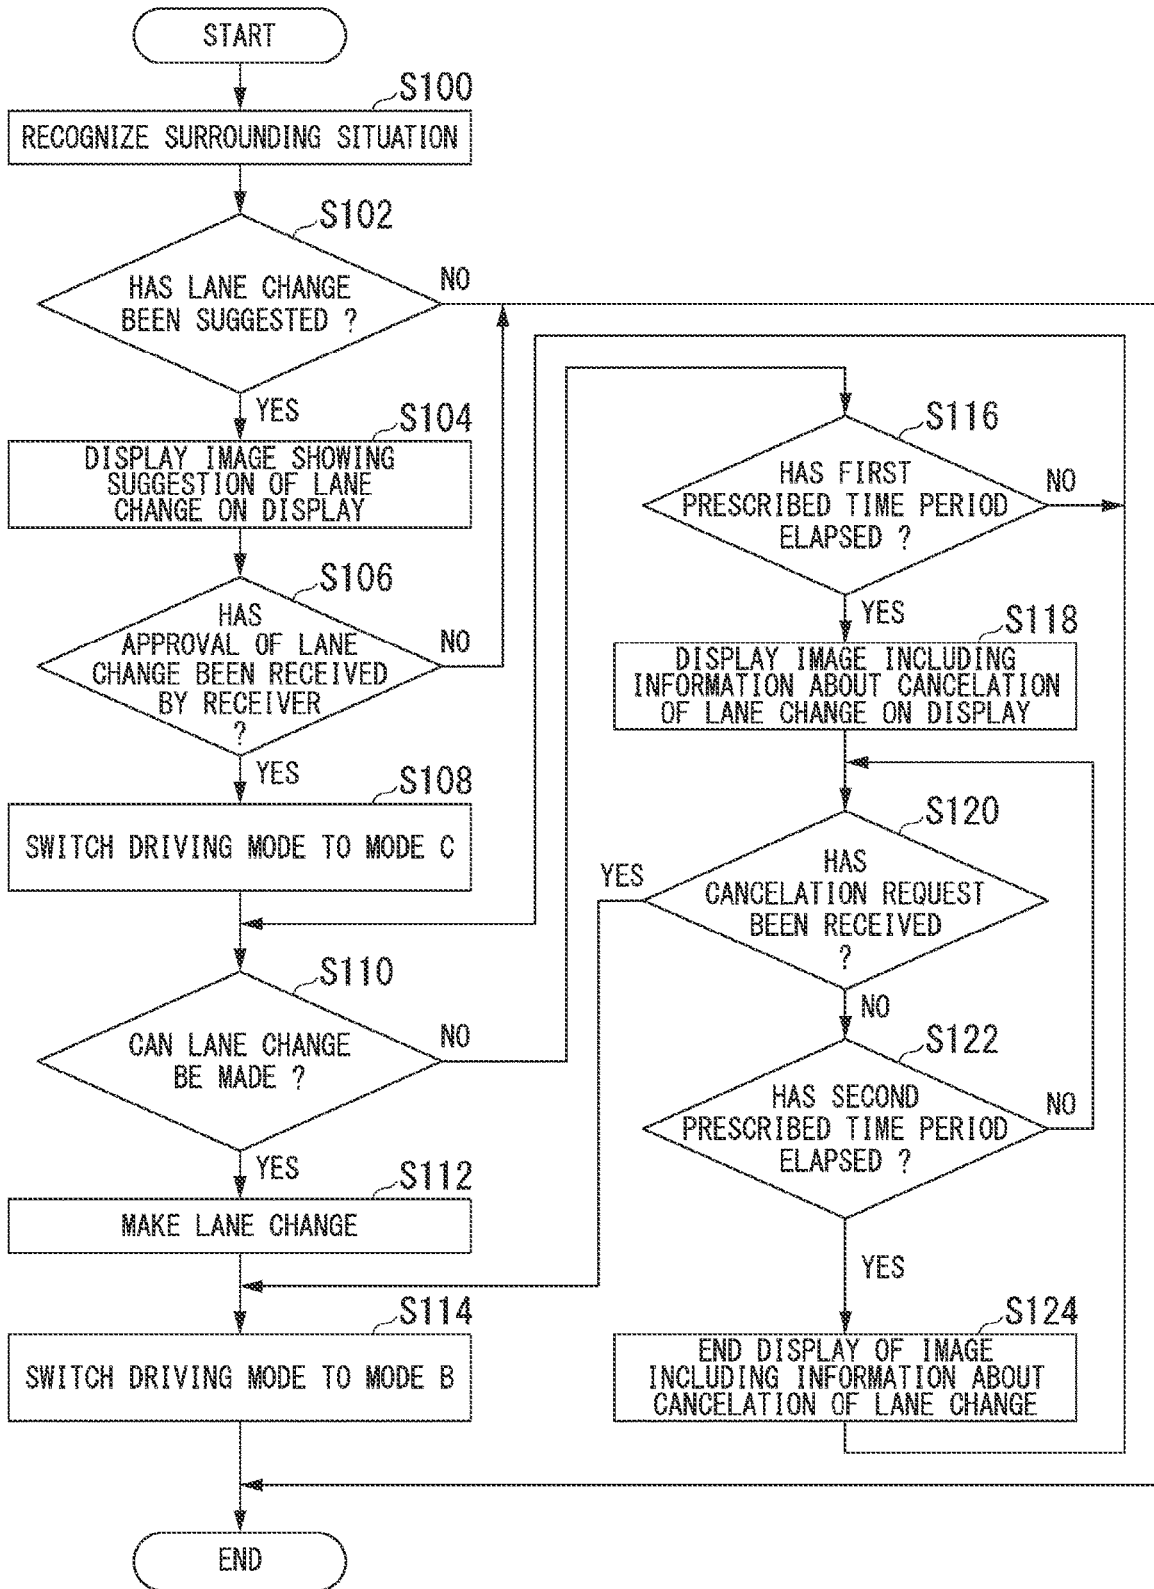 START
S100
RECOGNIZE SURROUNDING SITUATION
S102
HAS LANE CHANGE
BEEN SUGGESTED ?
NO
YES
S104
DISPLAY IMAGE SHOWING
SUGGESTION OF LANE
CHANGE ON DISPLAY
S106
HAS
APPROVAL OF LANE
CHANGE BEEN RECEIVED
BY RECEIVER
?
NO
YES
S108
SWITCH DRIVING MODE TO MODE C
S110
CAN LANE CHANGE
BE MADE ?
NO
YES
S112
MAKE LANE CHANGE
S114
SWITCH DRIVING MODE TO MODE B
END
S116
HAS FIRST
PRESCRIBED TIME PERIOD
ELAPSED ?
NO
YES
S118
DISPLAY IMAGE INCLUDING
INFORMATION ABOUT CANCELATION
OF LANE CHANGE ON DISPLAY
S120
HAS
CANCELATION REQUEST
BEEN RECEIVED
?
YES
NO
S122
HAS SECOND
PRESCRIBED TIME PERIOD
ELAPSED ?
NO
YES
S124
END DISPLAY OF IMAGE
INCLUDING INFORMATION ABOUT
CANCELATION OF LANE CHANGE